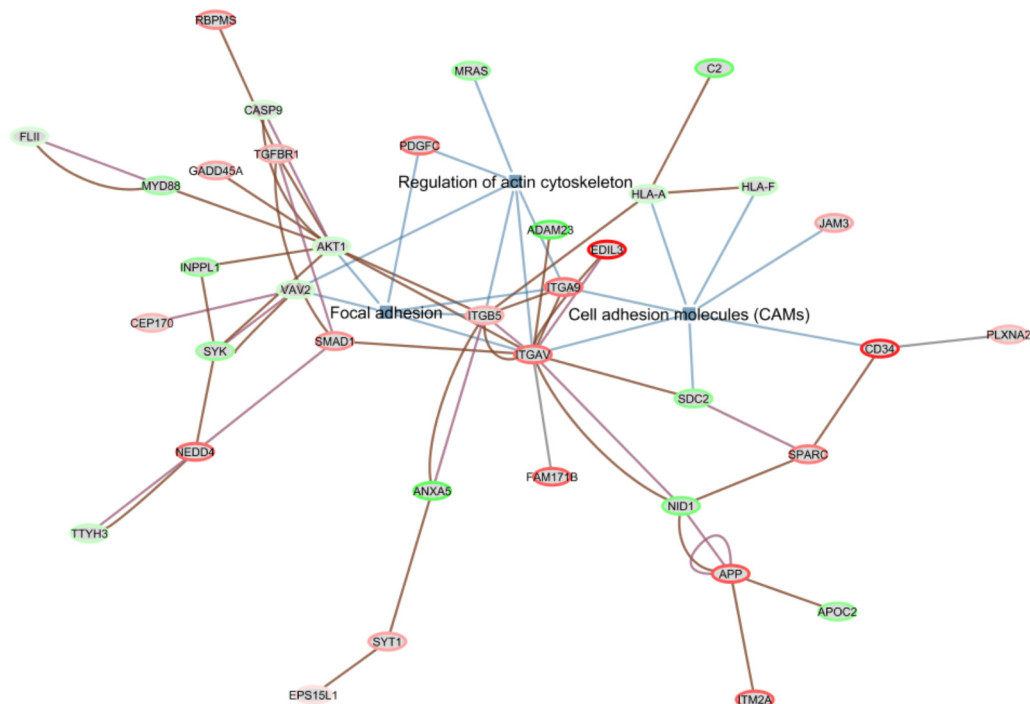 RBPMS
C2
MRAS
CASP9
FLII
PDGFC
TGFBR1
GADD45A
Regulation of actin cytoskeleton
MYD88
HLA-A
HLA-F
JAM3
ADAM23
AKT1
EDIL3
INPPL1
VAV2
ITGA9
Focal adhesion
ITGB5
Cell adhesion molecules (CAMs)
CEP170
SMAD1
PLXNA2
SYK
ITGAV
CD34
SDC2
NEDD4
SPARC
FAM171B
ANXA5
NID1
TTYH3
APP
APOC2
SYT1
EPS15L1
ITM2A